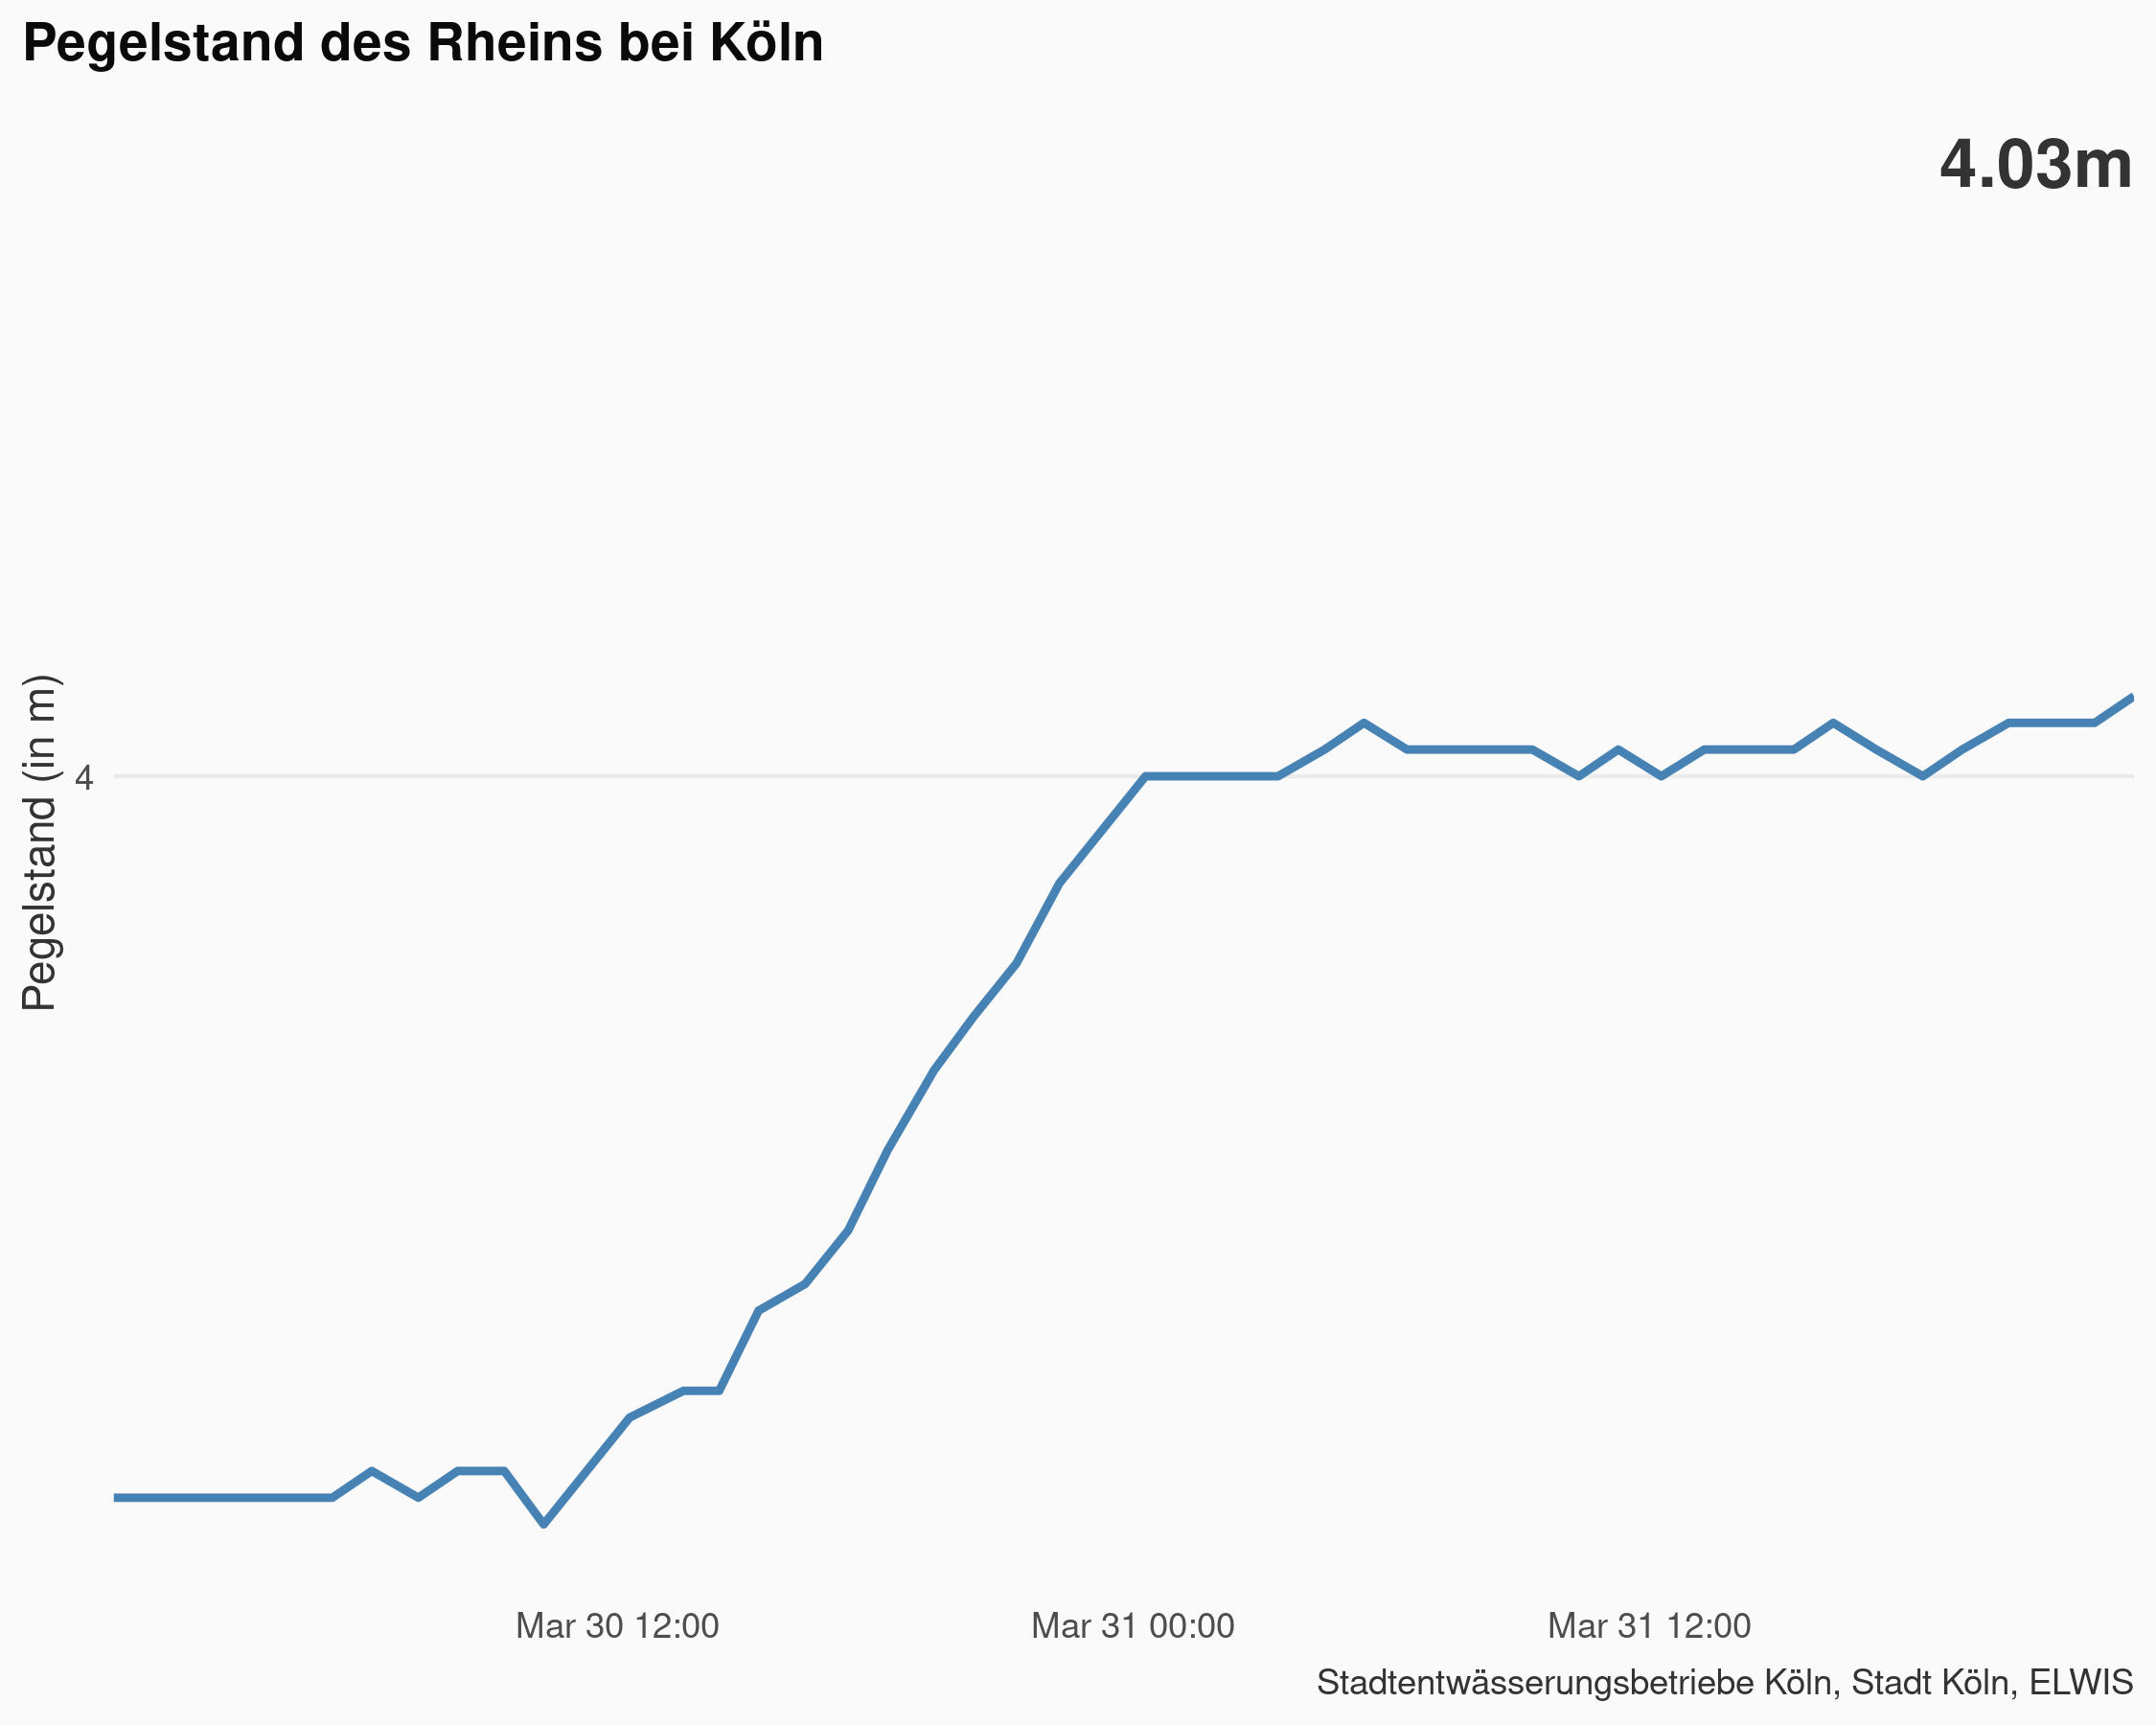 Pegelstand des Rheins bei Köln
4.03m
Pegelstand (in m)
4
Mar 30 12:00
Mar 31 00:00
Mar 31 12:00
Stadtentwässerungsbetriebe Köln, Stadt Köln, ELWIS